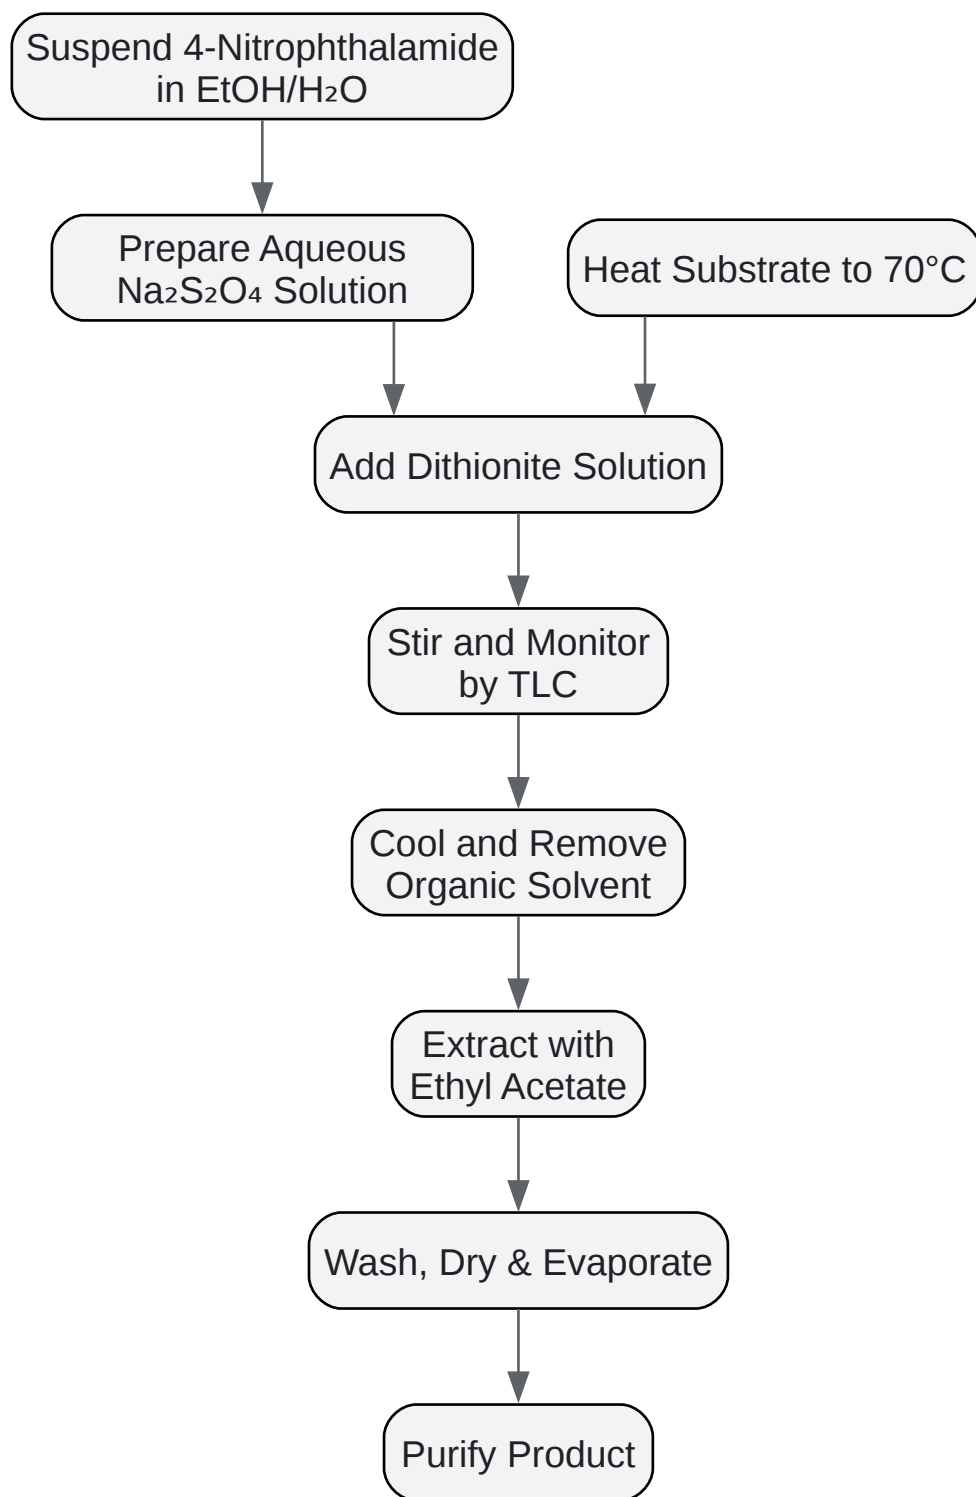 Suspend 4-Nitrophthalamide
in EtOH/H₂O
Prepare Aqueous
Na₂S₂O₄ Solution
Heat Substrate to 70°C
Add Dithionite Solution
Stir and Monitor
by TLC
Cool and Remove
Organic Solvent
Extract with
Ethyl Acetate
Wash, Dry & Evaporate
Purify Product